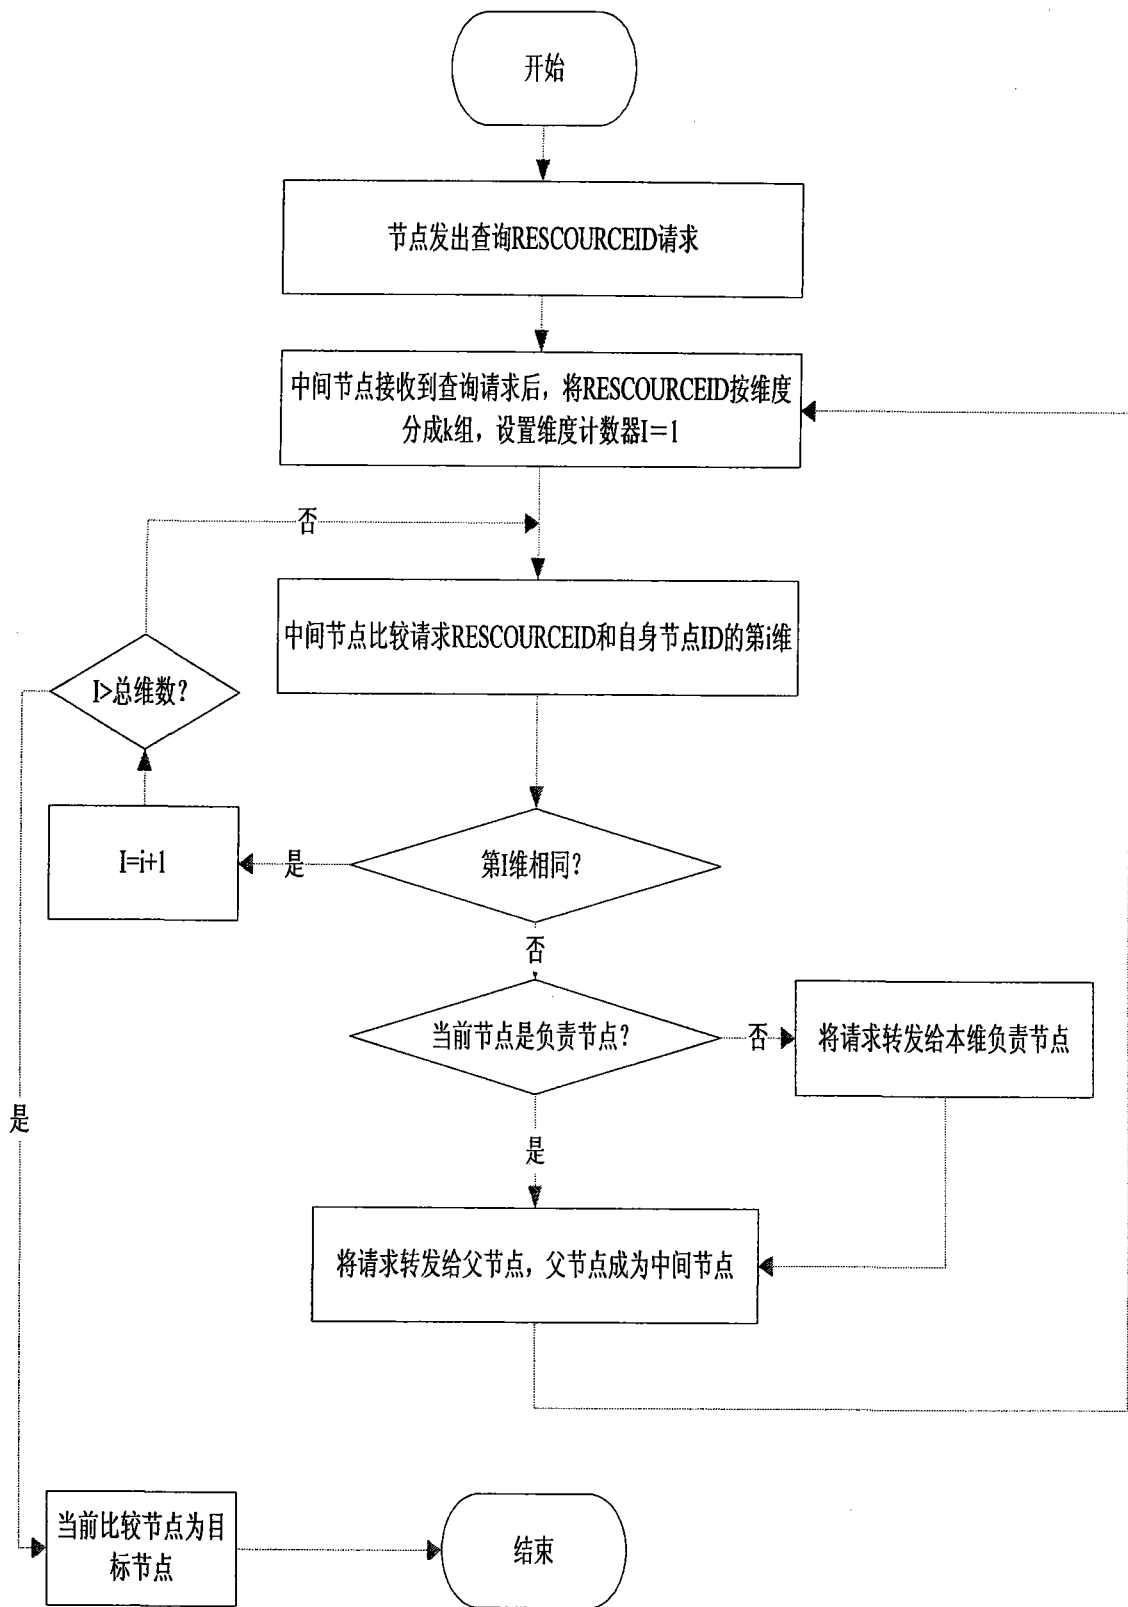 开始
节点发出查询RESCOURCEID请求
中间节点接收到查询请求后，将RESCOURCEID按维度
分成k组，设置维度计数器I＝1
否
中间节点比较请求RESCOURCEID和自身节点ID的第i维
I>总维数？
I=i+1
是
第I维相同？
否
当前节点是负责节点？
否
将请求转发给本维负责节点
是
是
将请求转发给父节点，父节点成为中间节点
当前比较节点为目
标节点
结束